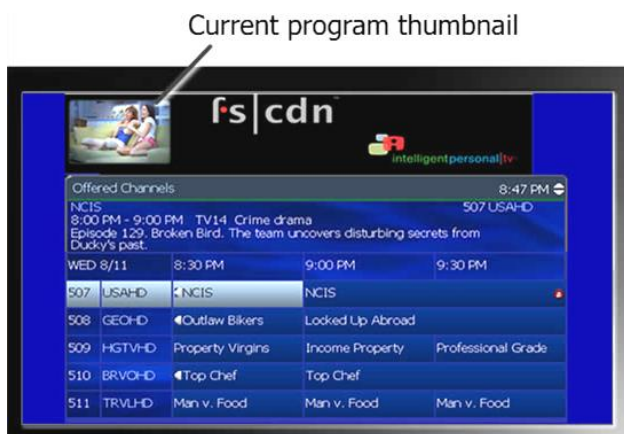 Current program thumbnail
fs|cdn
intelligentpersonal|tv
Offered Channels 8:47 PM
NCIS 507 USAHD
8:00 PM - 9:00 PM TV14 Crime drama
Episode 129. Broken Bird. The team uncovers disturbing secrets from
Ducky's past.
WED 8/11 8:30 PM 9:00 PM 9:30 PM
507 USAHD NCIS NCIS
508 GEOHD Outlaw Bikers Locked Up Abroad
509 HGTVHD Property Virgins Income Property Professional Grade
510 BRVOHD Top Chef Top Chef
511 TRVLHD Man v. Food Man v. Food Man v. Food